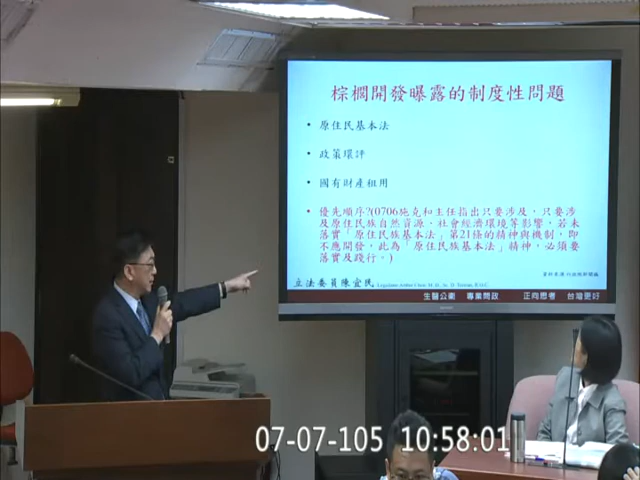 棕櫚開發曝露的制度性問題
• 原住民基本法
• 政策環評
• 國有財產租用
• 優先順序?(0706施克和主任指出只要涉及，只要涉
及原住民族自然資源、社會經濟環境等影響，若未
落實「原住民族基本法」第21條的精神與機制，即
不應開發，此為「原住民族基本法」精神，必須要
落實及踐行。)
立法委員陳宜民
生醫公衛 專業問政 正向思考 台灣更好
07-07-105 10:58:01